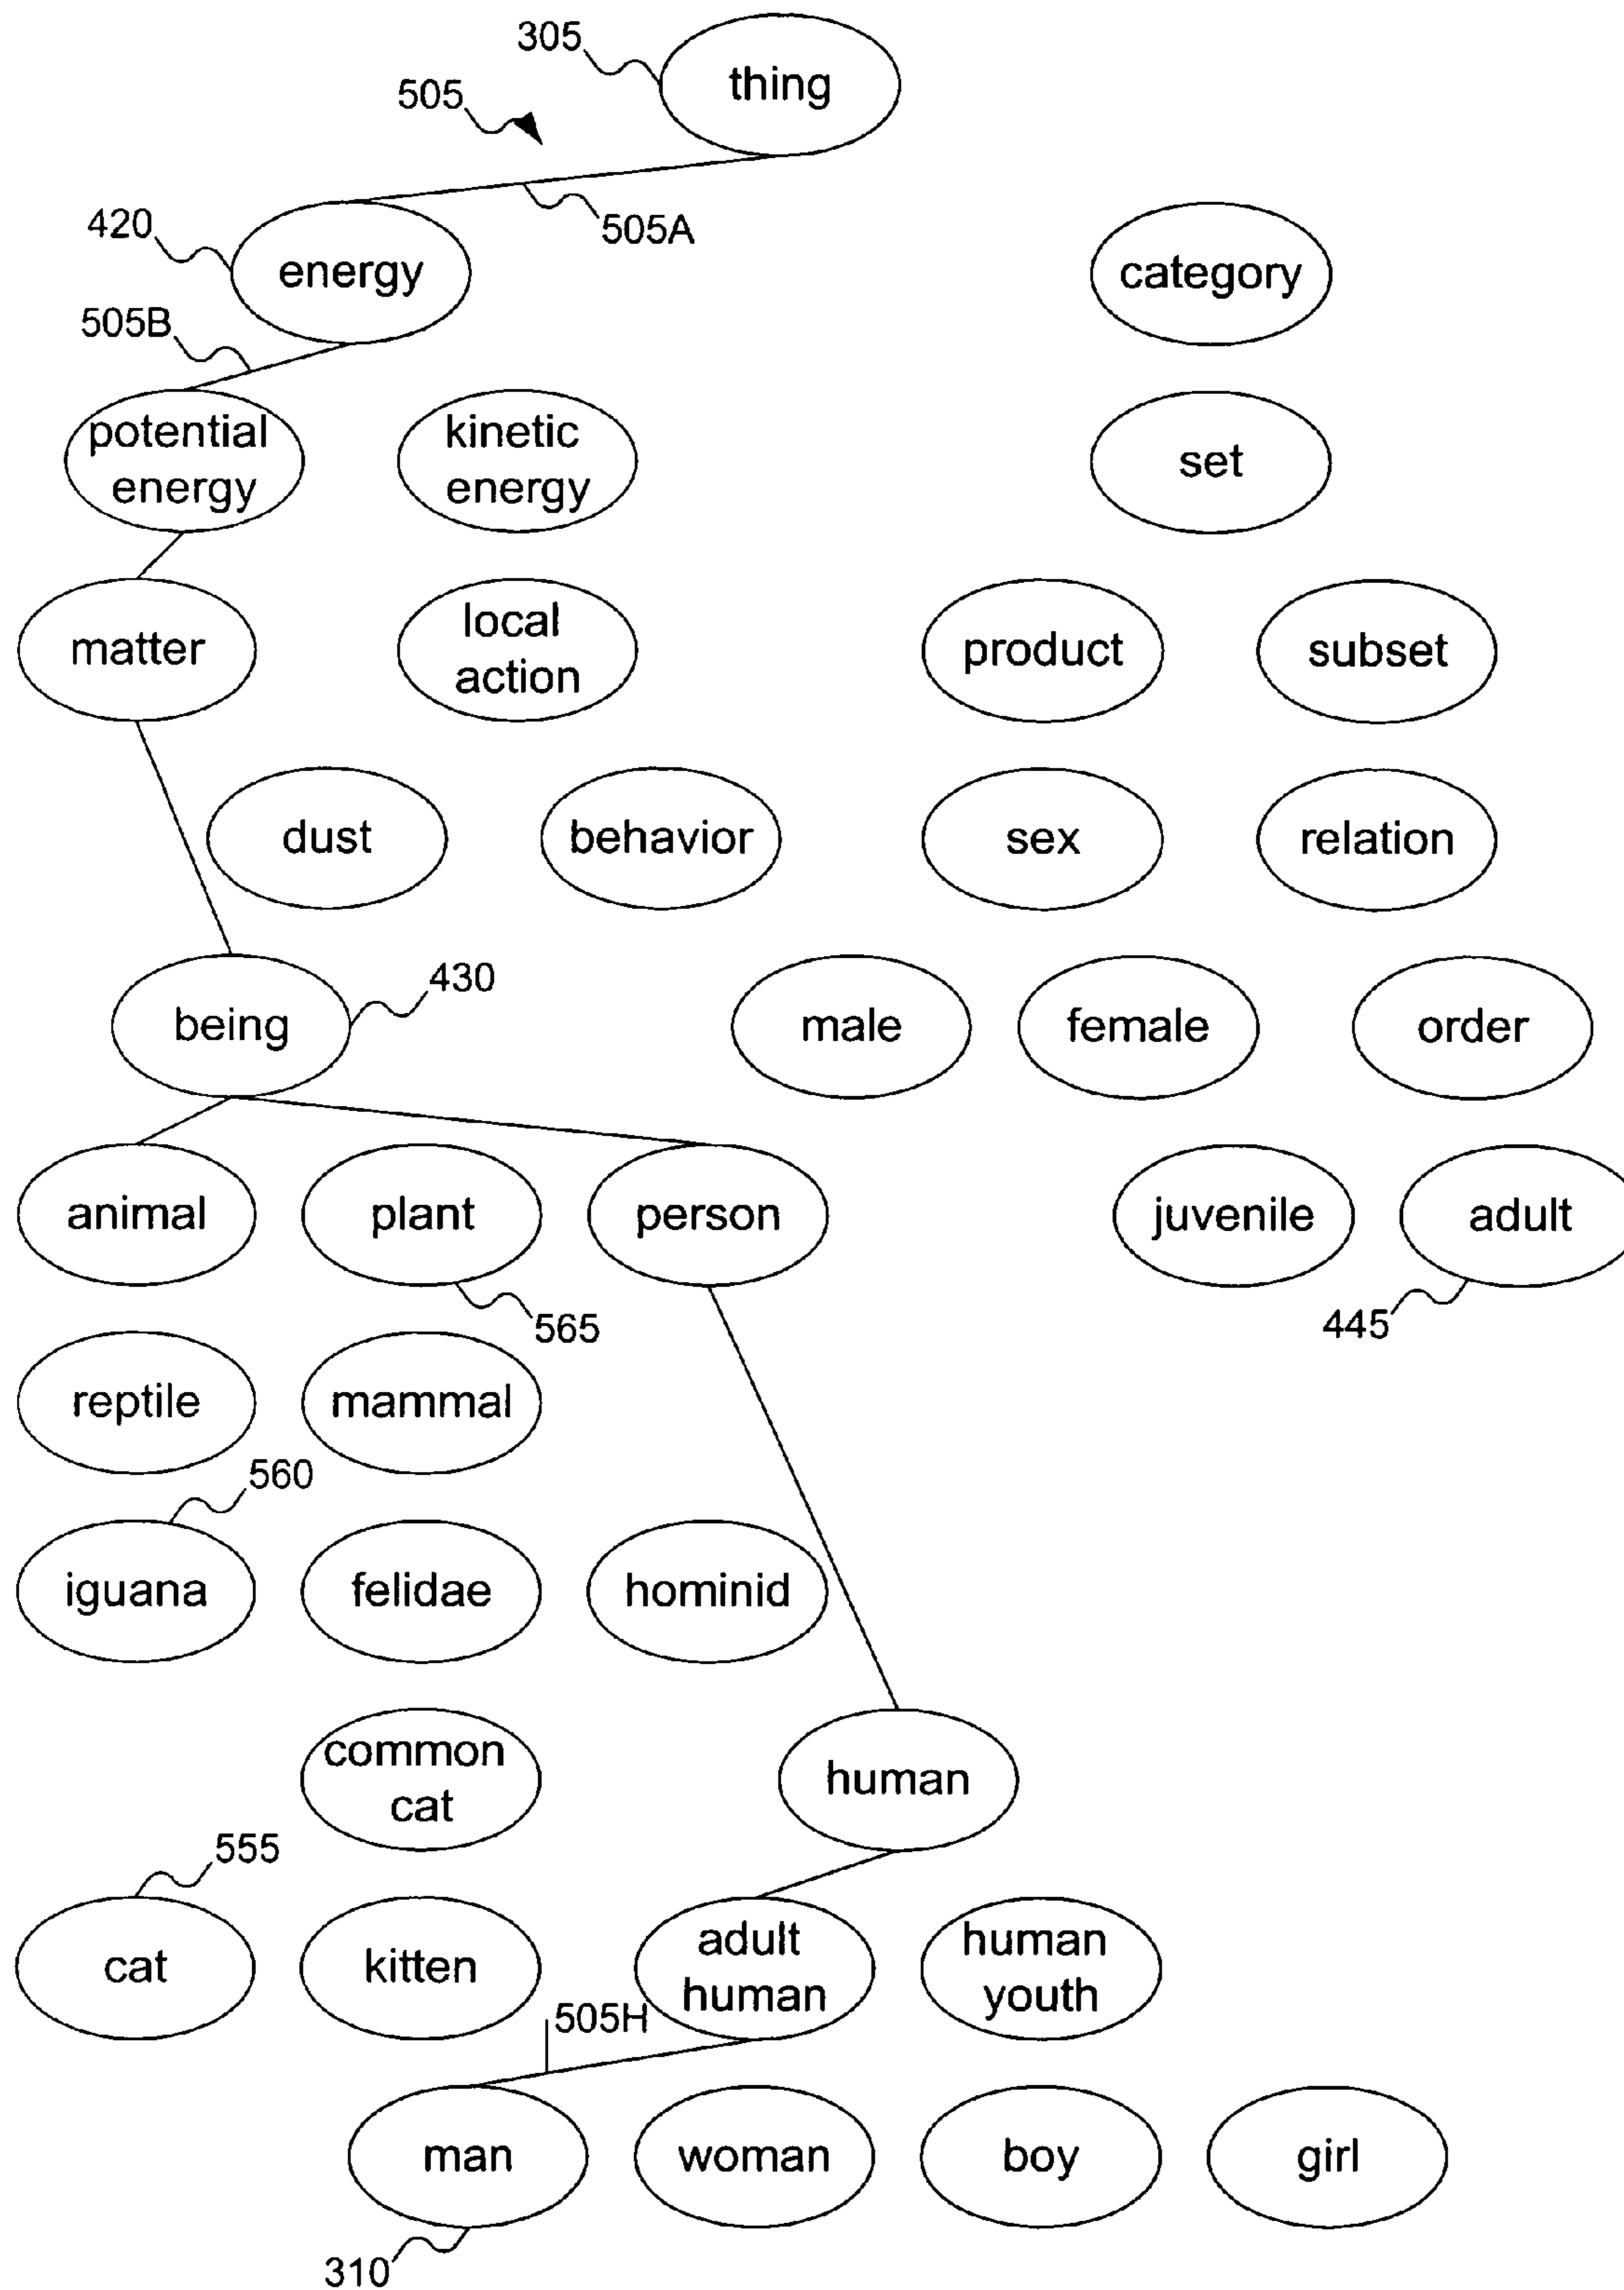 305
thing
505
505A
420
energy
category
505B
potential
energy
kinetic
energy
set
matter
local
action
product
subset
dust
behavior
sex
relation
being
430
male
female
order
animal
plant
person
juvenile
adult
565
445
reptile
mammal
560
iguana
felidae
hominid
common
cat
human
555
cat
kitten
adult
human
human
youth
505H
man
woman
boy
girl
310